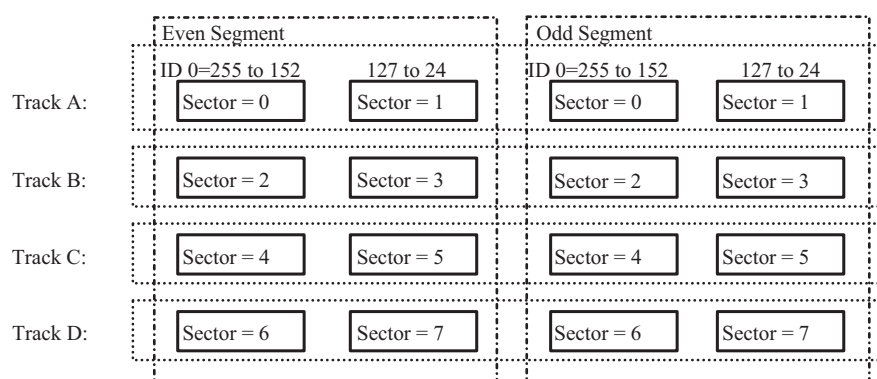 Even Segment Odd Segment
ID 0=255 to 152 127 to 24 ID 0=255 to 152 127 to 24
Track A: Sector = 0 Sector = 1 Sector = 0 Sector = 1
Track B: Sector = 2 Sector = 3 Sector = 2 Sector = 3
Track C: Sector = 4 Sector = 5 Sector = 4 Sector = 5
Track D: Sector = 6 Sector = 7 Sector = 6 Sector = 7